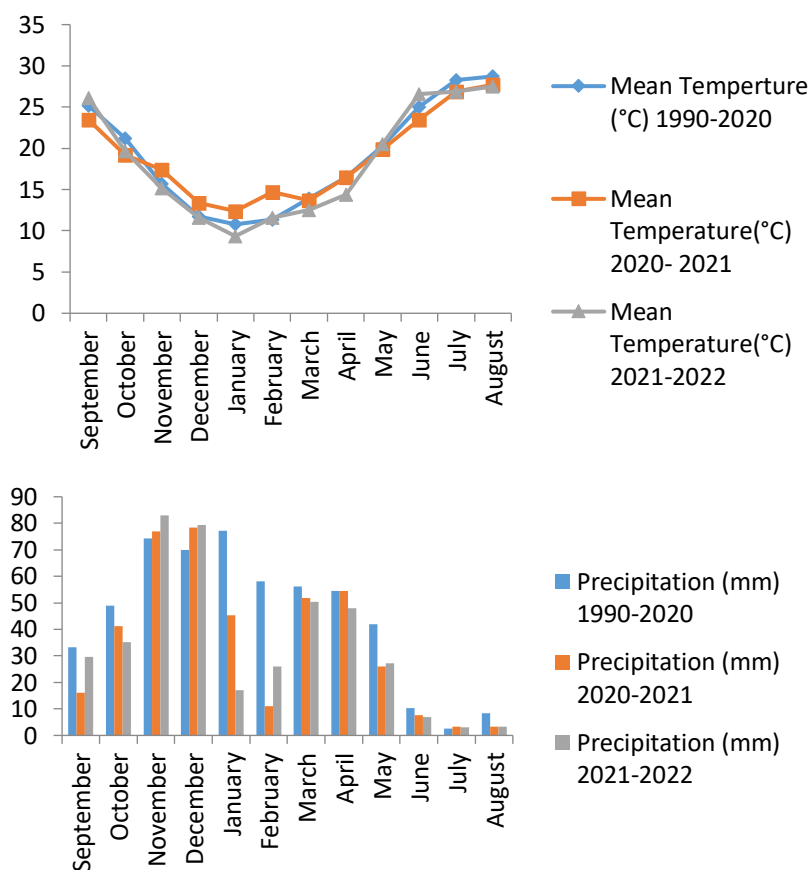 35
30
25
20
15
10
5
0
September
October
November
December
January
February
March
April
May
June
July
August
Mean Temperture
(°C) 1990-2020
Mean
Temperature(°C)
2020- 2021
Mean
Temperature(°C)
2021-2022
90
80
70
60
50
40
30
20
10
0
September
October
November
December
January
February
March
April
May
June
July
August
Precipitation (mm)
1990-2020
Precipitation (mm)
2020-2021
Precipitation (mm)
2021-2022